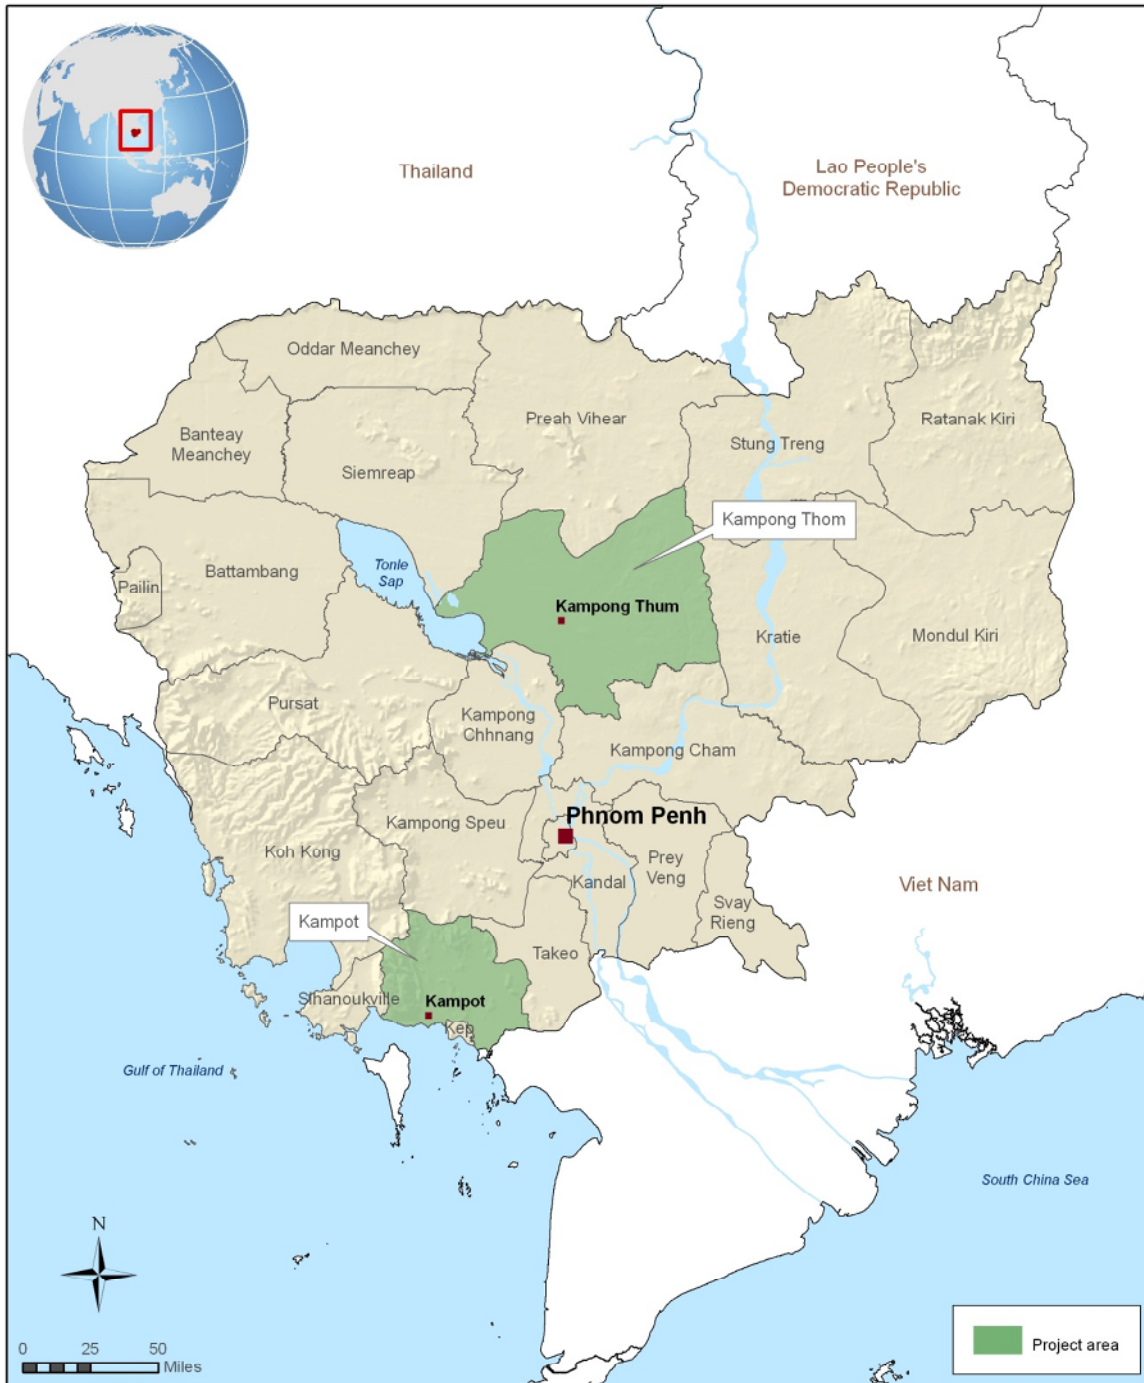 Thailand
Lao People's
Democratic Republic
Oddar Meanchey
Banteay
Meanchey
Siemreap
Preah Vihear
Stung Treng
Ratanak Kiri
Kampong Thom
Pailin
Battambang
Tonle
Sap
Kampong Thum
Kratie
Mondul Kiri
Pursat
Kampong
Chhnang
Kampong Cham
Kampong Speu
Phnom Penh
Koh Kong
Prey
Veng
Kandal
Svay
Rieng
Viet Nam
Kampot
Takeo
Sihanoukville
Kampot
Kep
Gulf of Thailand
South China Sea
N
0 25 50
Miles
Project area